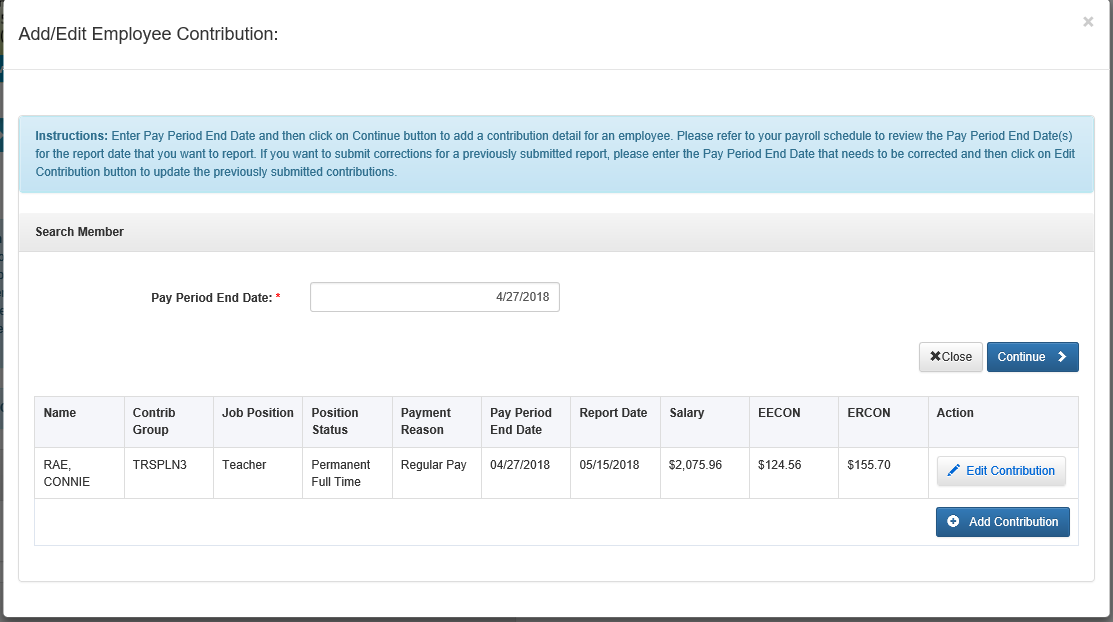 Add/Edit Employee Contribution:
×
Instructions: Enter Pay Period End Date and then click on Continue button to add a contribution detail for an employee. Please refer to your payroll schedule to review the Pay Period End Date(s)
for the report date that you want to report. If you want to submit corrections for a previously submitted report, please enter the Pay Period End Date that needs to be corrected and then click on Edit
Contribution button to update the previously submitted contributions.
Search Member
Pay Period End Date: * 4/27/2018
✖Close Continue
Name Contrib Group Job Position Position Status Payment Reason Pay Period End Date Report Date Salary EECON ERCON Action
RAE, CONNIE TRSPLN3 Teacher Permanent Full Time Regular Pay 04/27/2018 05/15/2018 $2,075.96 $124.56 $155.70 Edit Contribution
Add Contribution